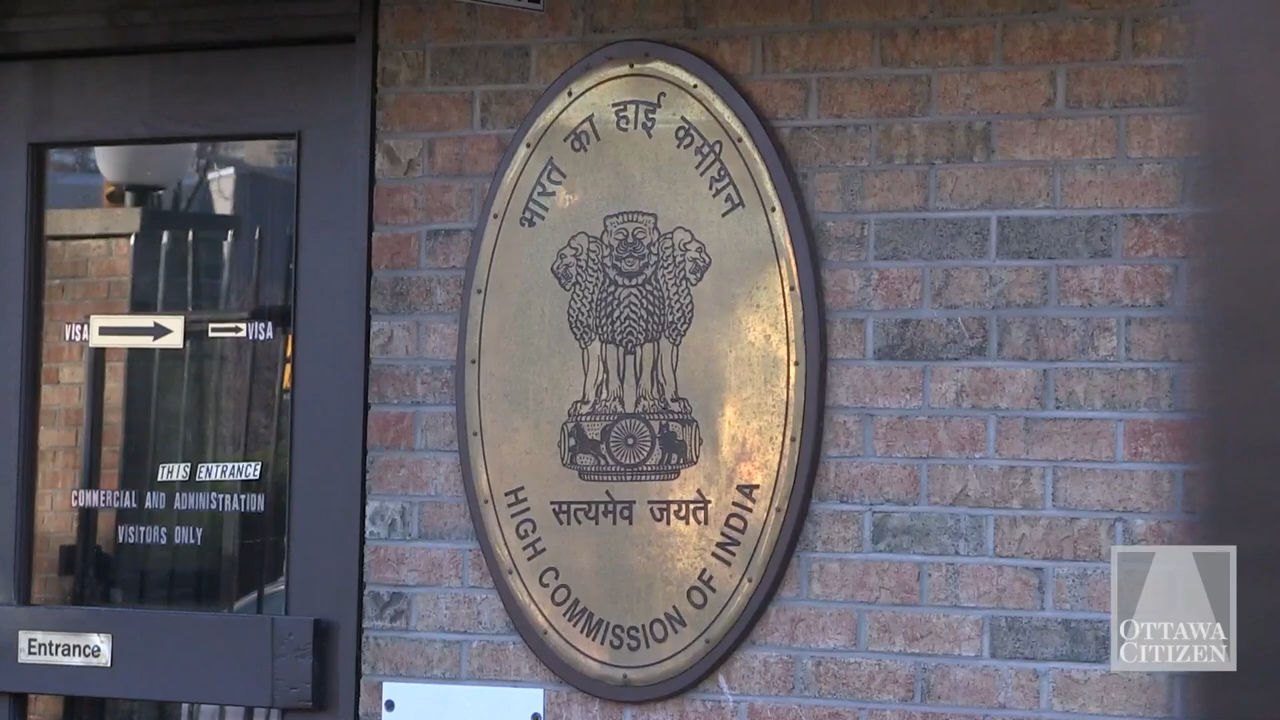 भारत का हाई कमीशन
सत्यमेव जयते
HIGH COMMISSION OF INDIA
VISA
VISA
THIS ENTRANCE
COMMERCIAL AND ADMINISTRATION
VISITORS ONLY
Entrance
OTTAWA
CITIZEN